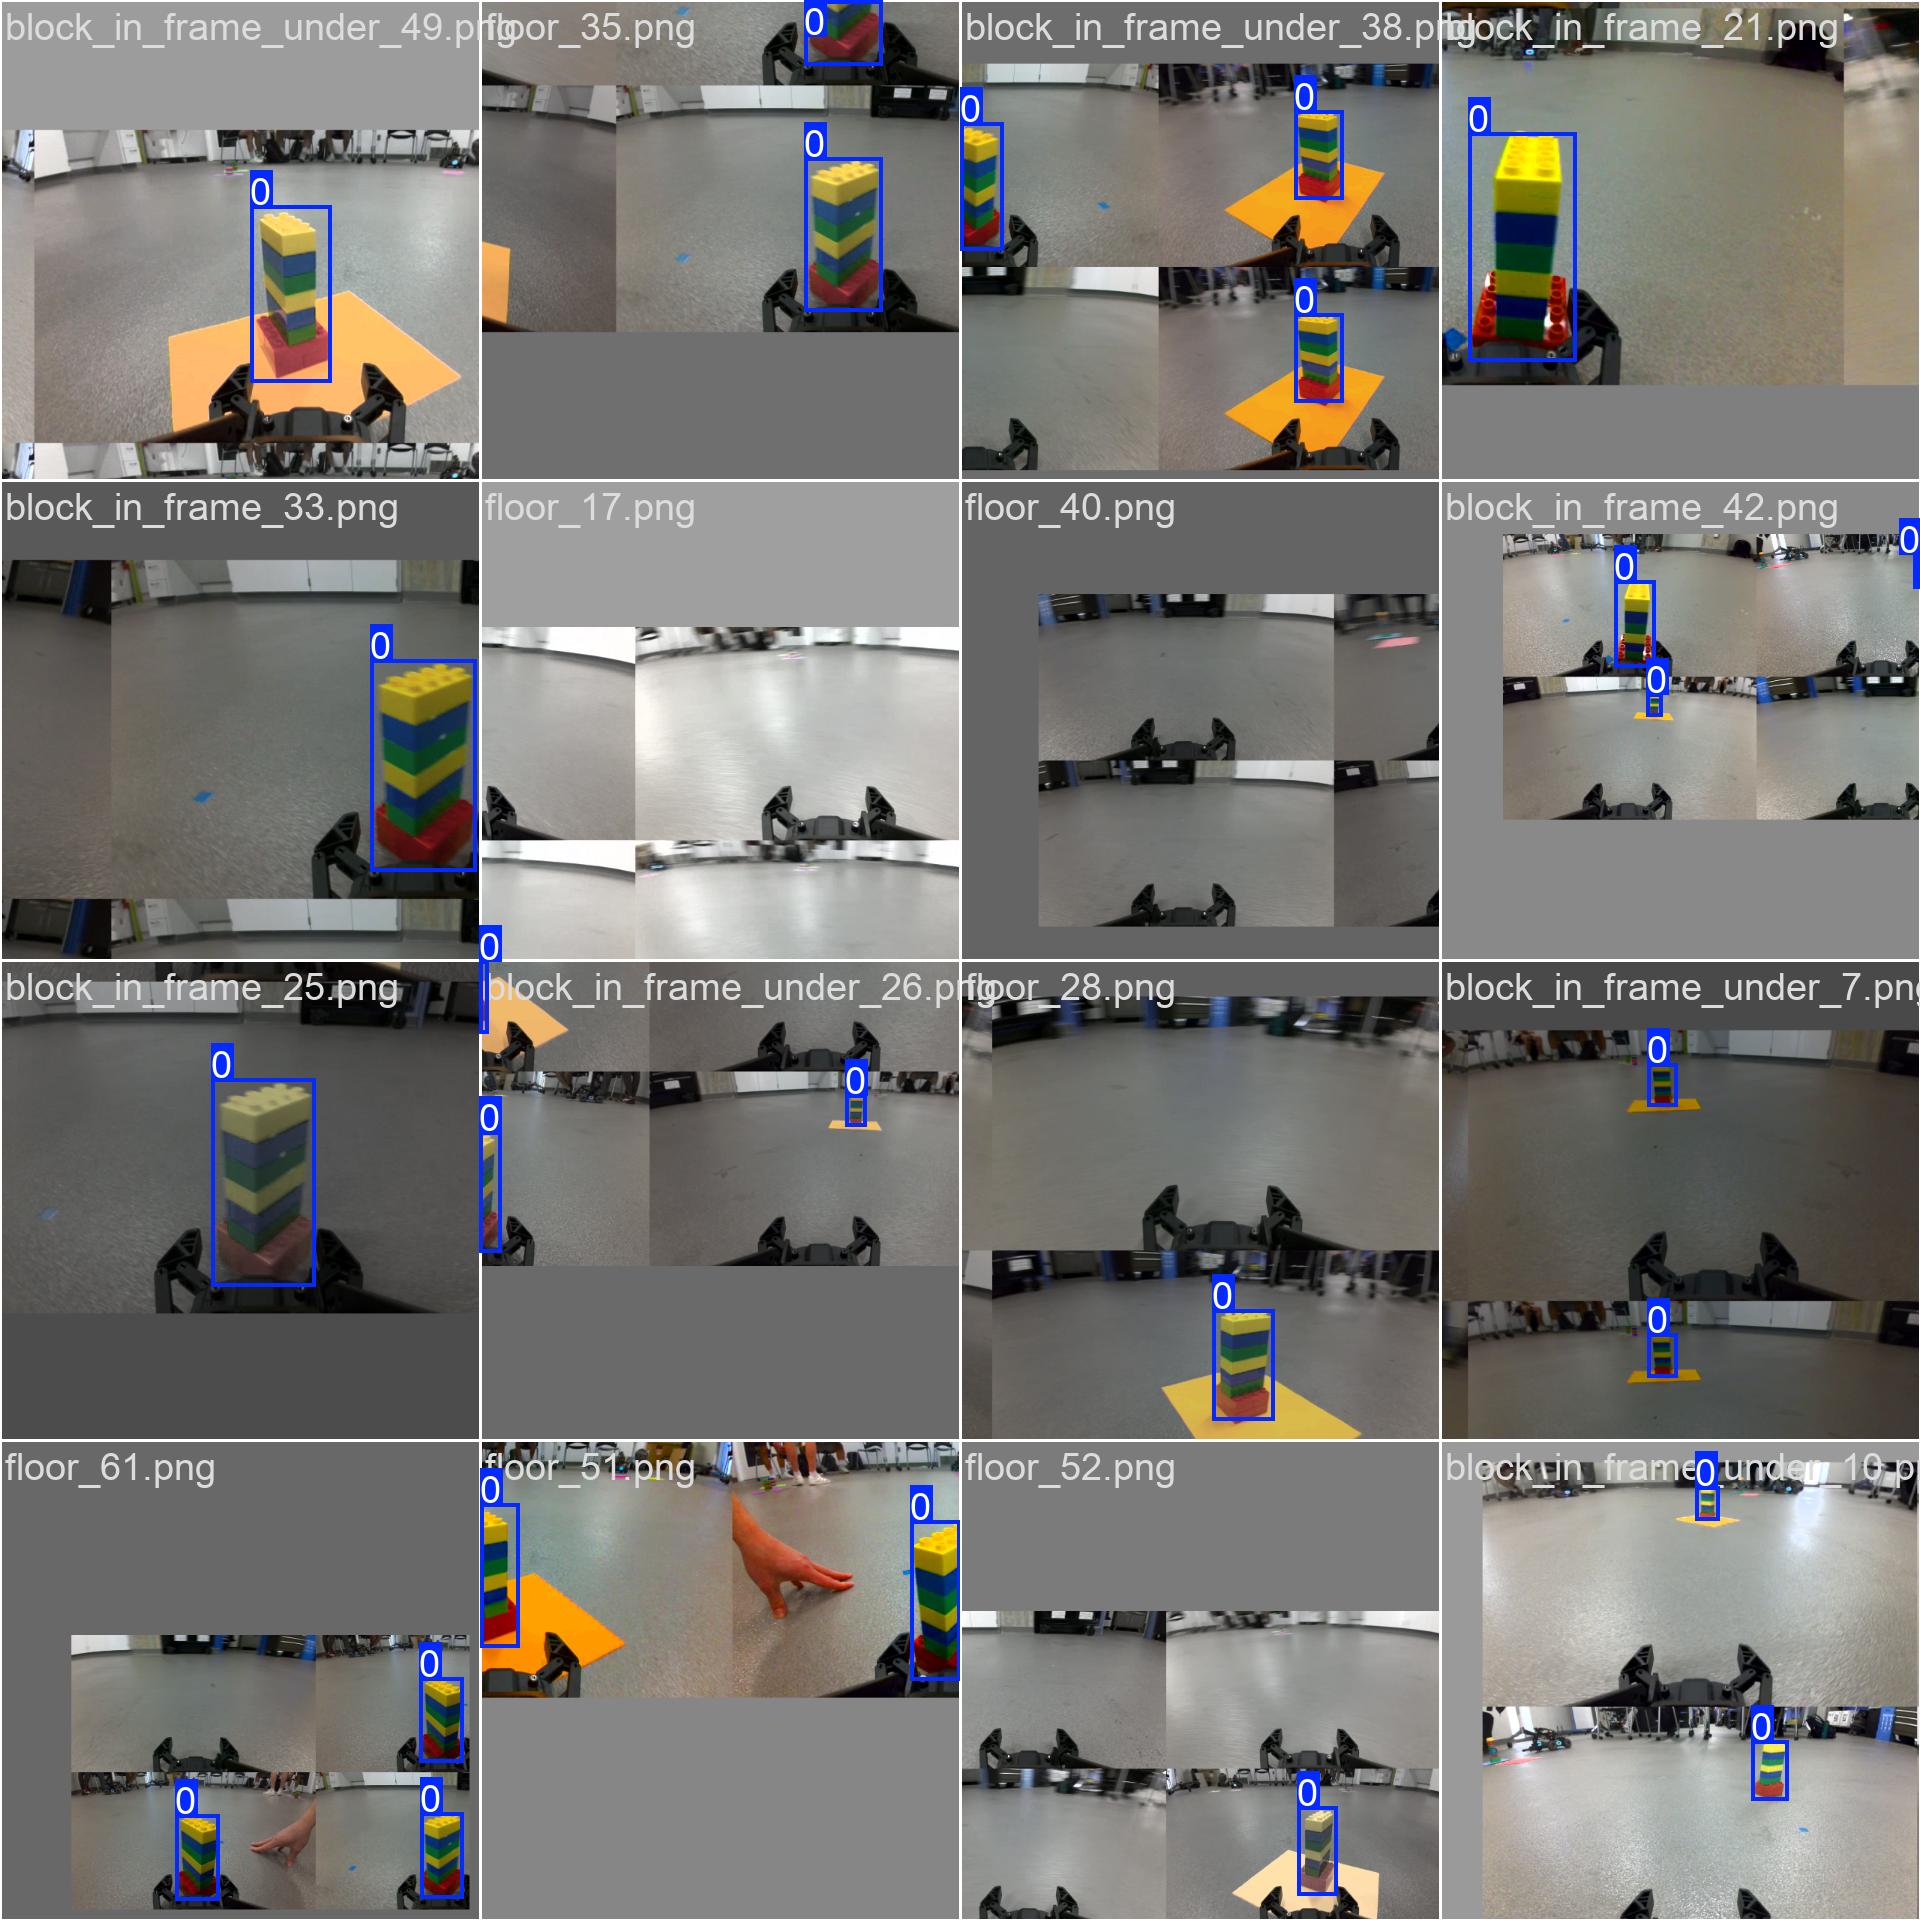 block_in_frame_under_49.png
floor_35.png
block_in_frame_under_38.png
block_in_frame_21.png
0
0
0
0
0
0
0
0
block_in_frame_33.png
floor_17.png
floor_40.png
block_in_frame_42.png
0
0
0
0
0
block_in_frame_25.png
block_in_frame_under_26.png
floor_28.png
block_in_frame_under_7.png
0
0
0
0
0
0
floor_61.png
floor_51.png
floor_52.png
block_in_frame_under_10.p
0
0
0
0
0
0
0
0